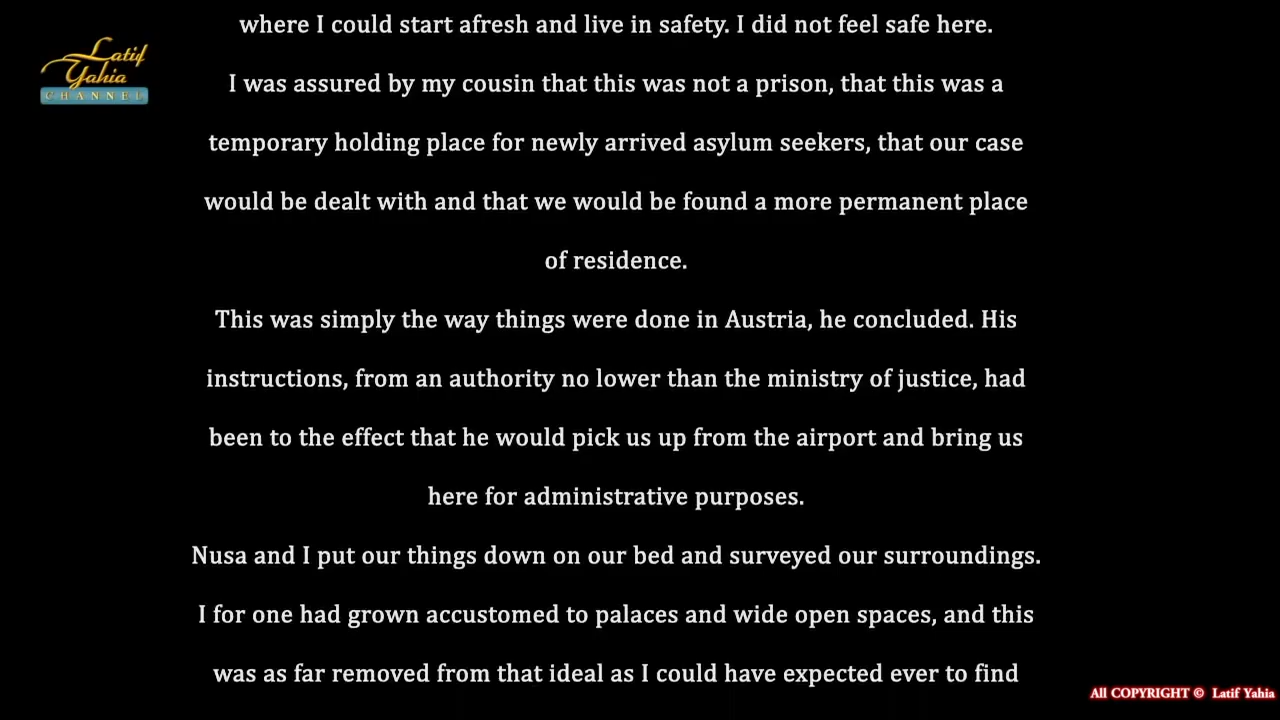 where I could start afresh and live in safety. I did not feel safe here.
Latif
Yahia
CHANNEL
I was assured by my cousin that this was not a prison, that this was a
temporary holding place for newly arrived asylum seekers, that our case
would be dealt with and that we would be found a more permanent place
of residence.
This was simply the way things were done in Austria, he concluded. His
instructions, from an authority no lower than the ministry of justice, had
been to the effect that he would pick us up from the airport and bring us
here for administrative purposes.
Nusa and I put our things down on our bed and surveyed our surroundings.
I for one had grown accustomed to palaces and wide open spaces, and this
was as far removed from that ideal as I could have expected ever to find
All COPYRIGHT © Latif Yahia